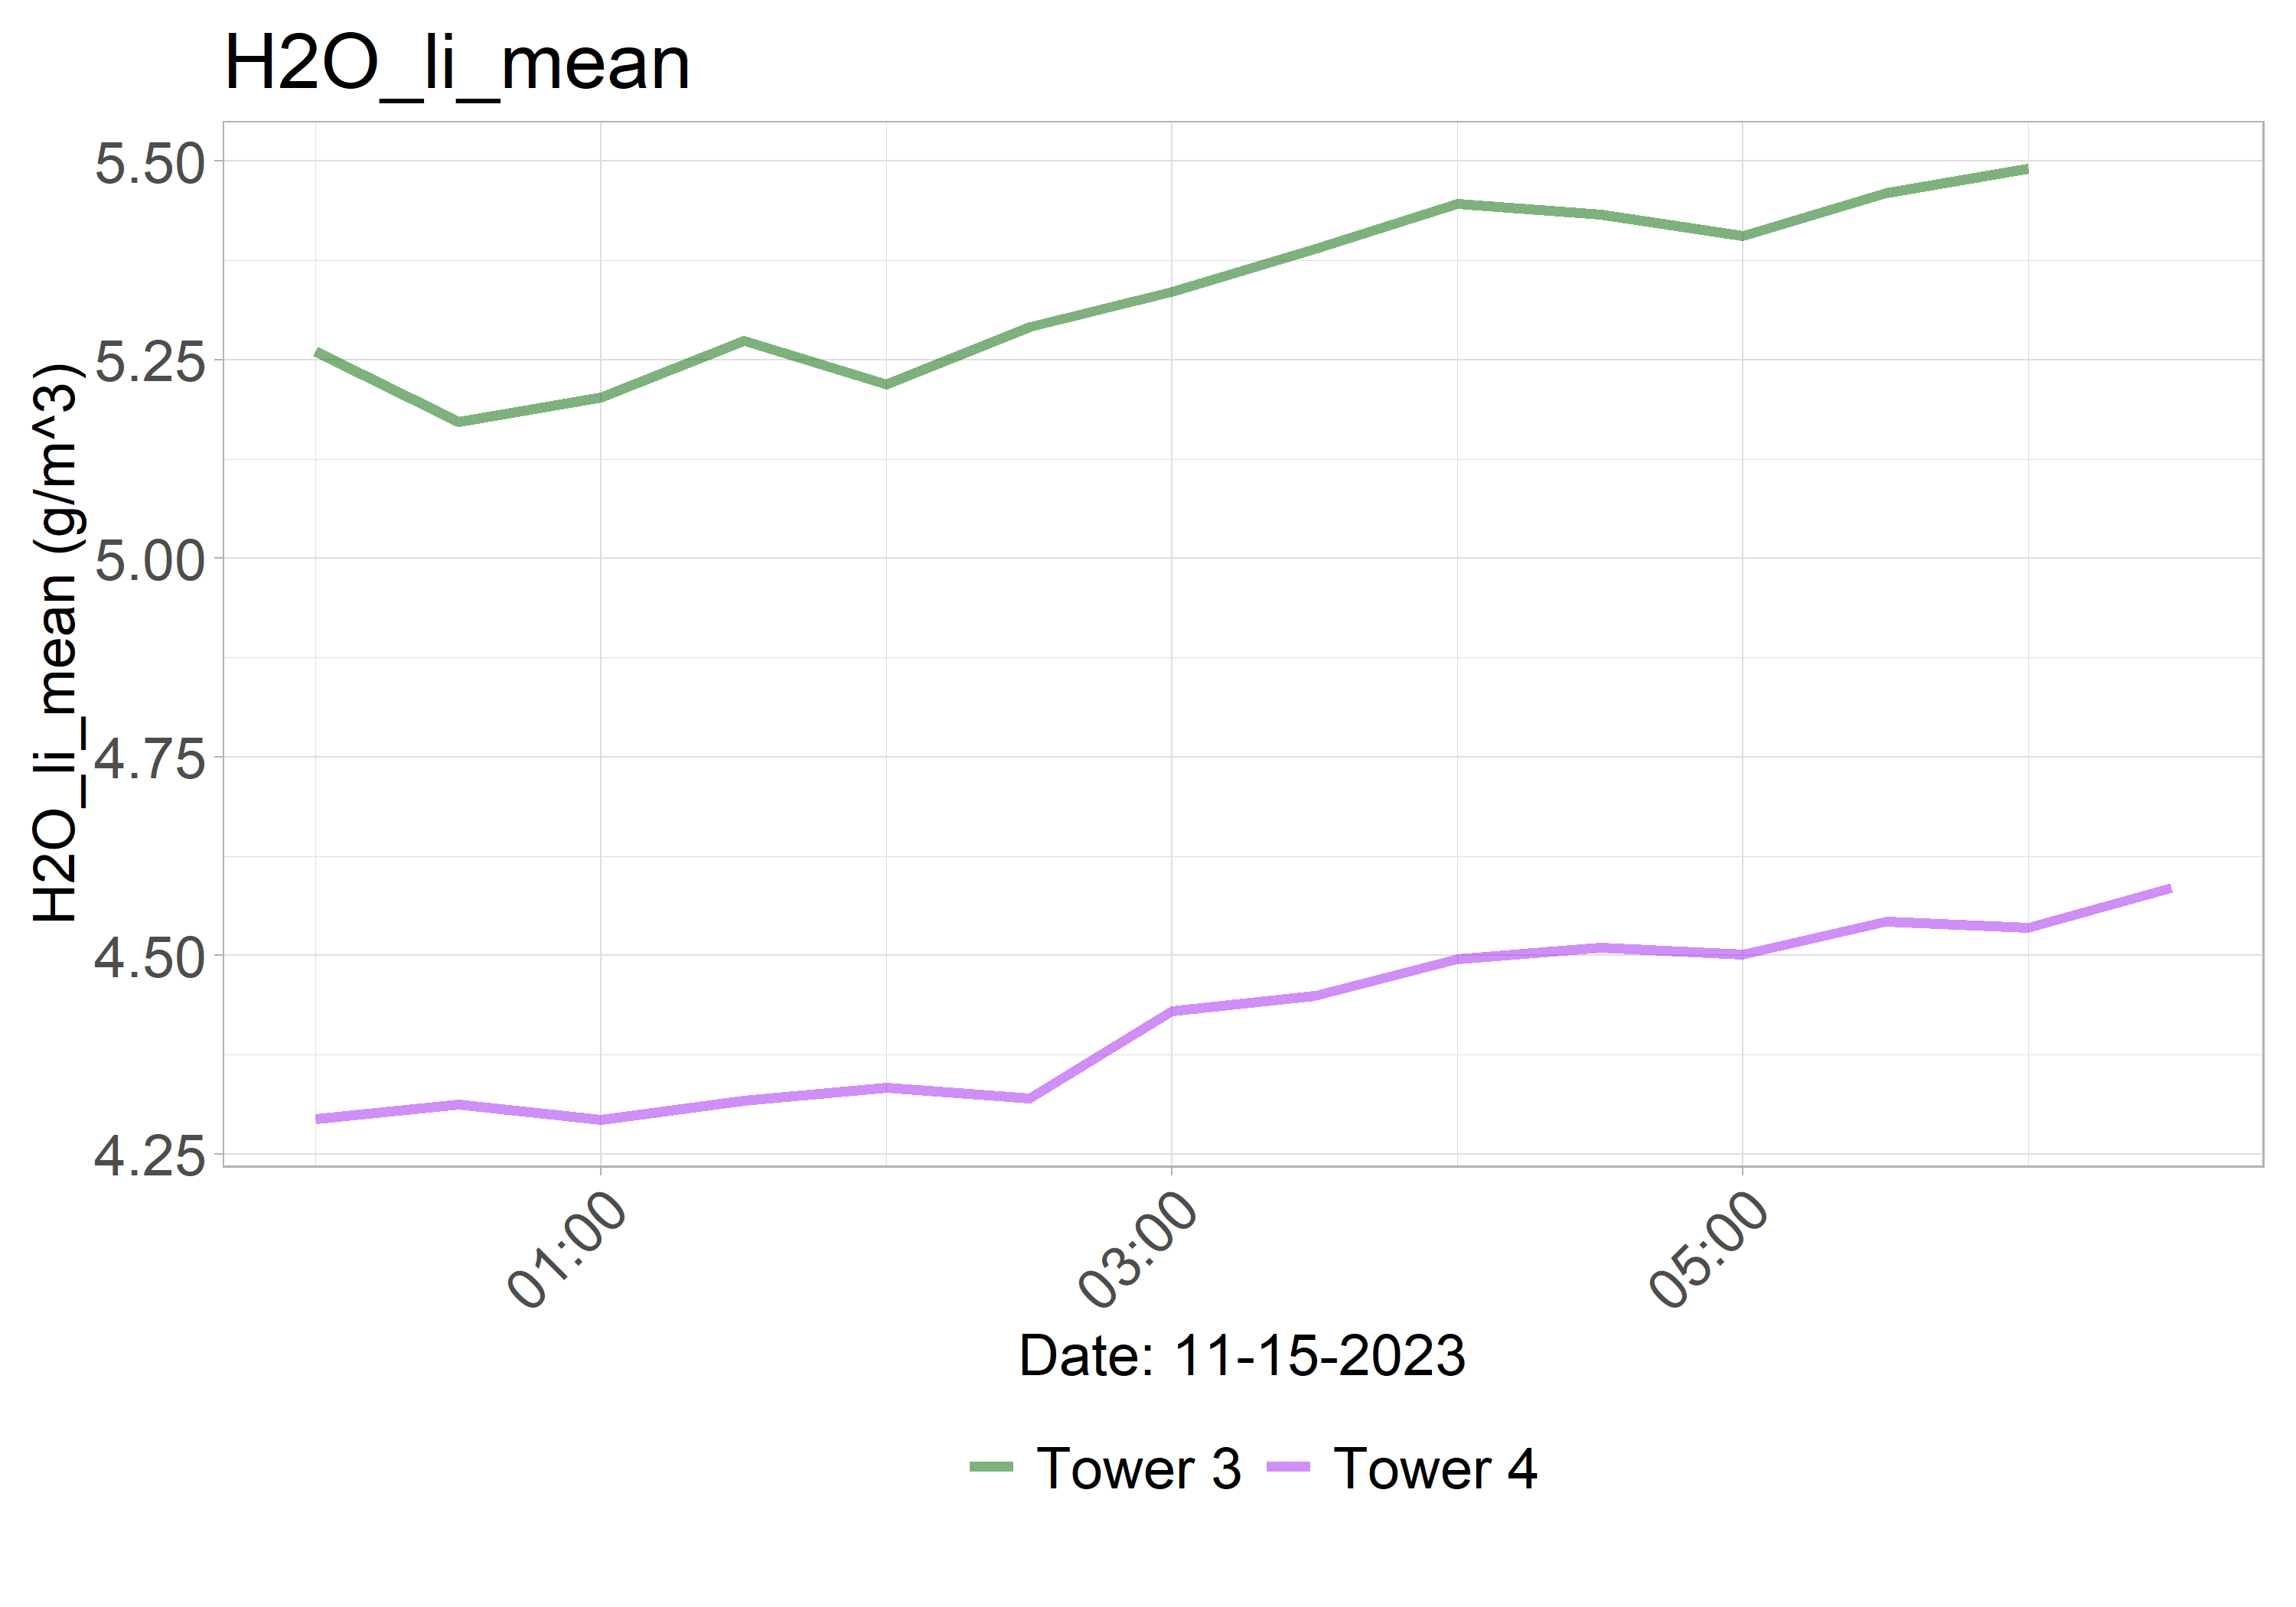 H2O_li_mean
H2O_li_mean (g/m^3)
5.50
5.25
5.00
4.75
4.50
4.25
01:00
03:00
05:00
Date: 11-15-2023
Tower 3
Tower 4